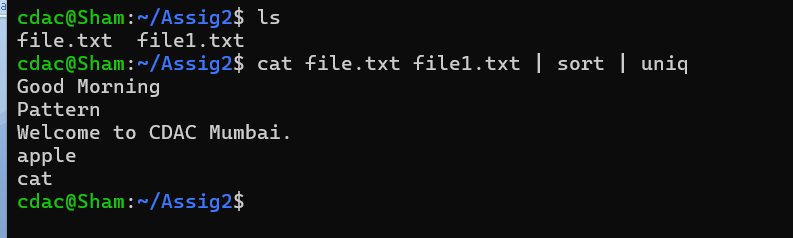 cdac@Sham:~/Assig2$ ls
file.txt  file1.txt
cdac@Sham:~/Assig2$ cat file.txt file1.txt | sort | uniq
Good Morning
Pattern
Welcome to CDAC Mumbai.
apple
cat
cdac@Sham:~/Assig2$